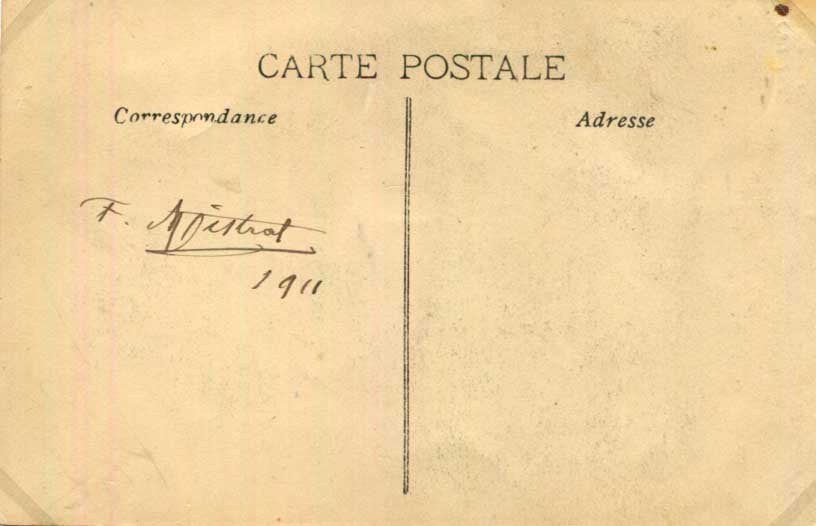 CARTE POSTALE
Correspondance
Adresse
F. Mistral
1911